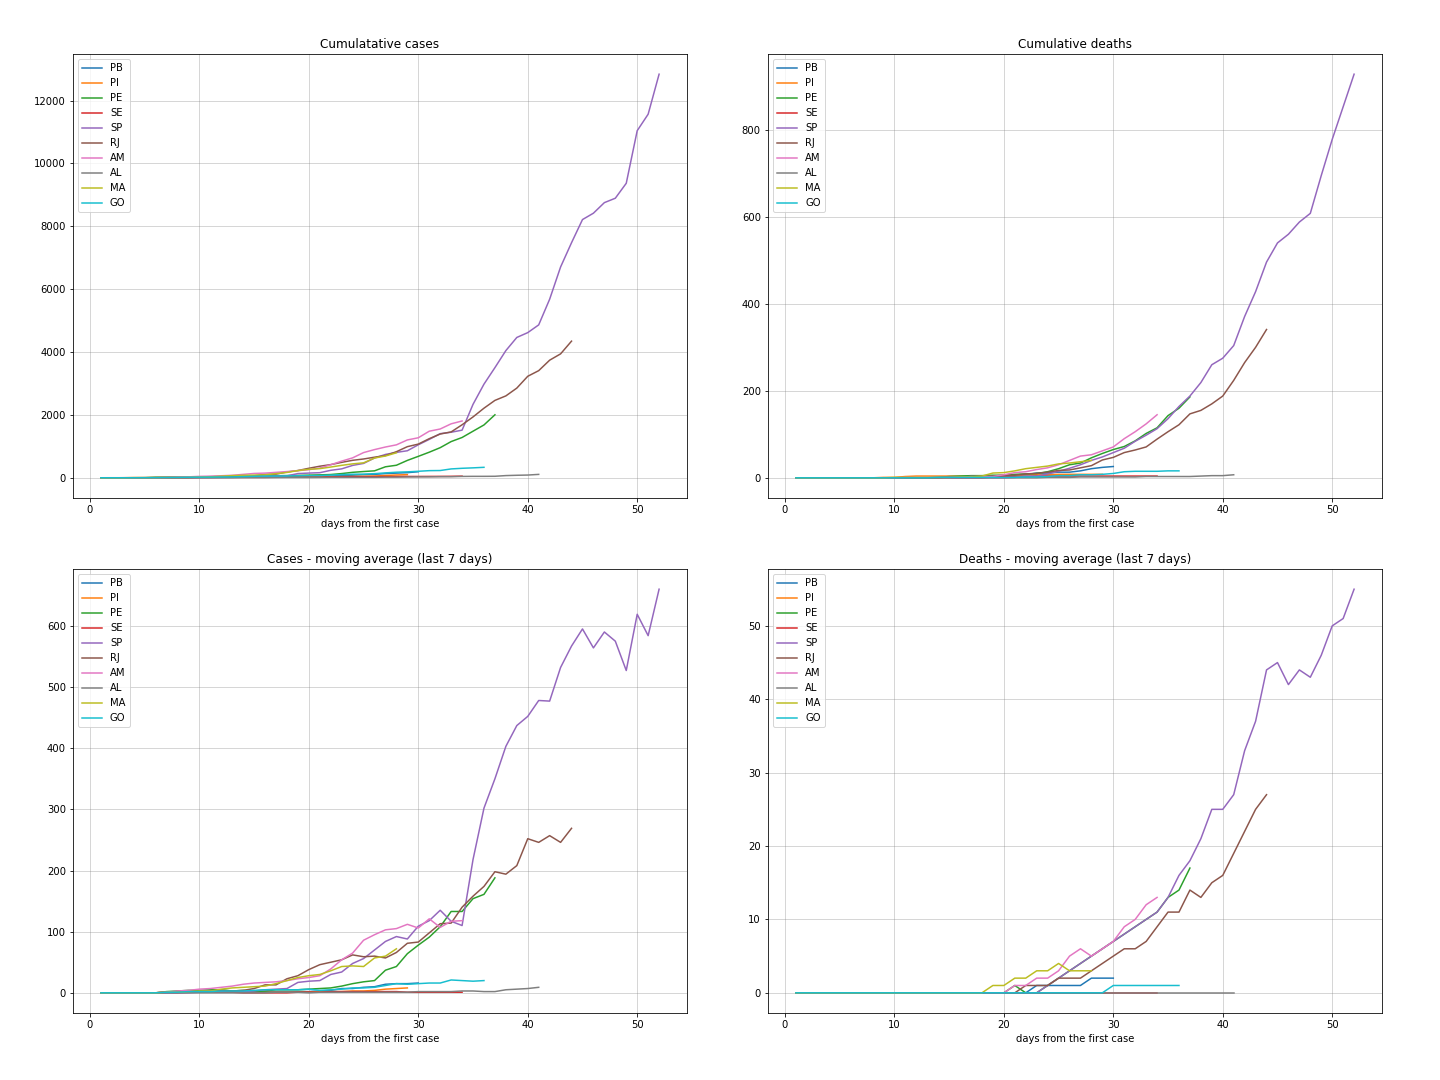 Cumulatative cases
PB
PI
PE
SE
SP
RJ
AM
AL
MA
GO
12000
10000
8000
6000
4000
2000
0
0 10 20 30 40 50
days from the first case
Cumulative deaths
PB
PI
PE
SE
SP
RJ
AM
AL
MA
GO
800
600
400
200
0
0 10 20 30 40 50
days from the first case
Cases - moving average (last 7 days)
PB
PI
PE
SE
SP
RJ
AM
AL
MA
GO
600
500
400
300
200
100
0
0 10 20 30 40 50
days from the first case
Deaths - moving average (last 7 days)
PB
PI
PE
SE
SP
RJ
AM
AL
MA
GO
50
40
30
20
10
0
0 10 20 30 40 50
days from the first case